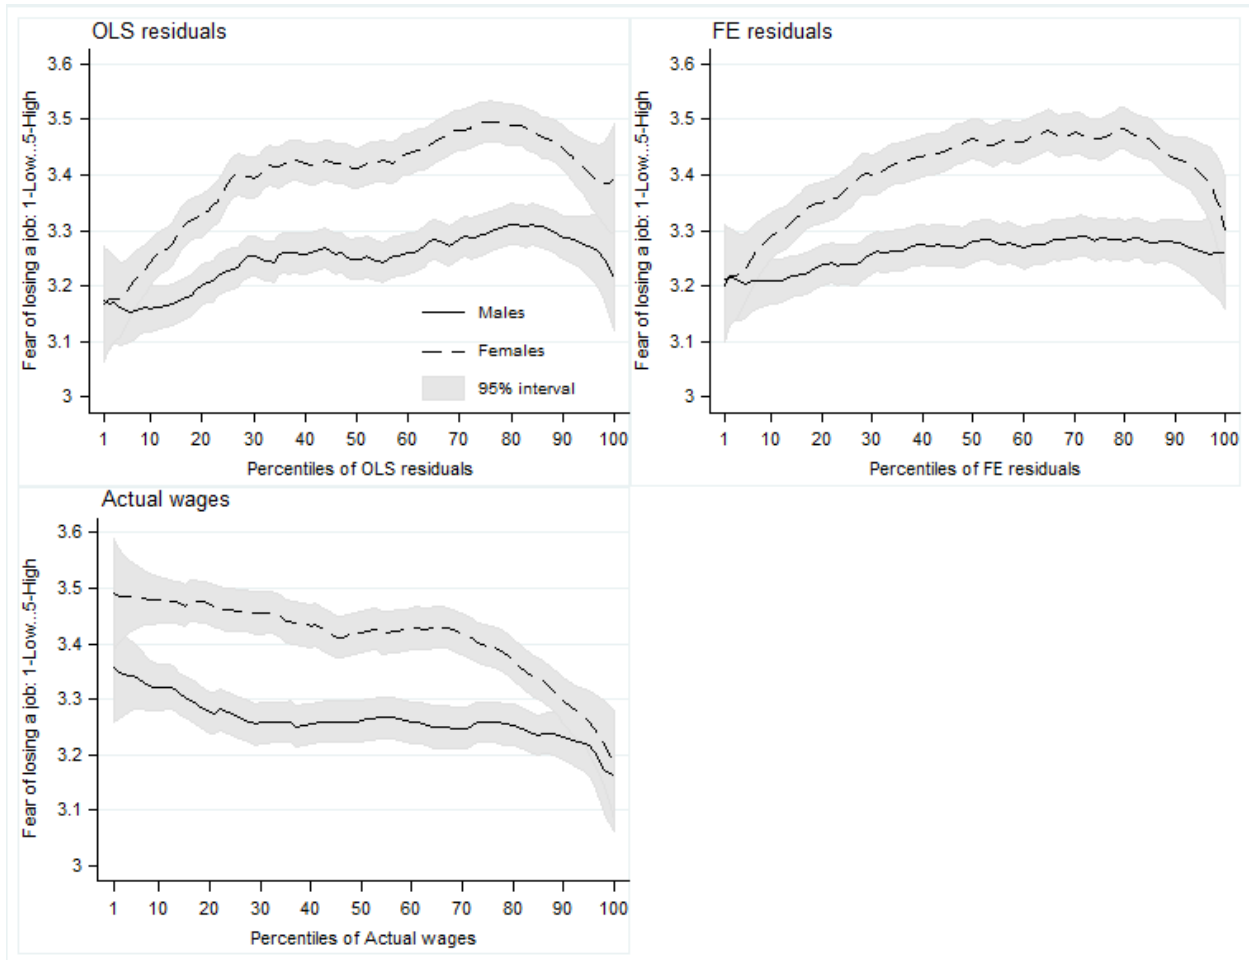 OLS residuals
Fear of losing a job: 1-Low...5-High
3.6
3.5
3.4
3.3
3.2
3.1
3
Males
Females
95% interval
1 10 20 30 40 50 60 70 80 90 100
Percentiles of OLS residuals
FE residuals
Fear of losing a job: 1-Low...5-High
3.6
3.5
3.4
3.3
3.2
3.1
3
1 10 20 30 40 50 60 70 80 90 100
Percentiles of FE residuals
Actual wages
Fear of losing a job: 1-Low...5-High
3.6
3.5
3.4
3.3
3.2
3.1
3
1 10 20 30 40 50 60 70 80 90 100
Percentiles of Actual wages